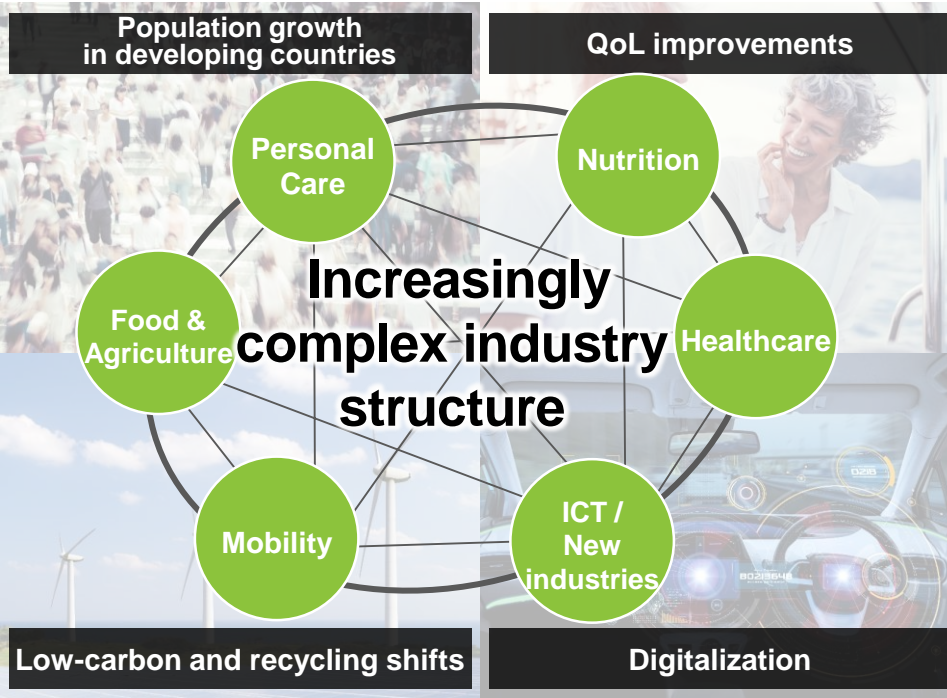 Population growth
in developing countries
QoL improvements
Personal
Care
Nutrition
Increasingly
complex industry
structure
Food &
Agriculture
Healthcare
Mobility
ICT /
New
industries
Low-carbon and recycling shifts
Digitalization